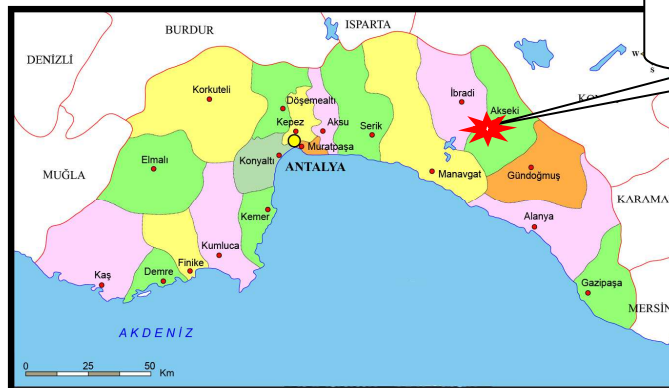 BURDUR
ISPARTA
DENİZLİ
W
S
Korkuteli
İbradi
Döşemealtı
Akşeki
Kepez
Aksu
Serik
Muratpaşa
Konyaltı
Elmalı
ANTALYA
Manavgat
Gündoğmuş
MUĞLA
KARAMA
Kemer
Alanya
Kumluca
Finike
Kaş
Demre
Gazipaşa
MERSİN
AKDENİZ
0 25 50
Km